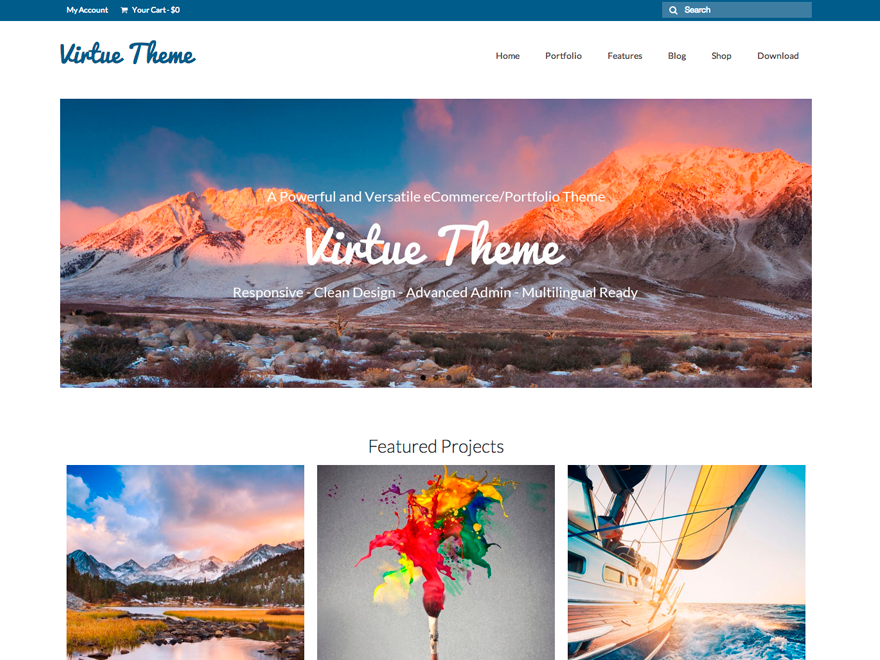 My Account Your Cart - $0 Search
Virtue Theme
Home Portfolio Features Blog Shop Download
A Powerful and Versatile eCommerce/Portfolio Theme
Virtue Theme
Responsive - Clean Design - Advanced Admin - Multilingual Ready
Featured Projects